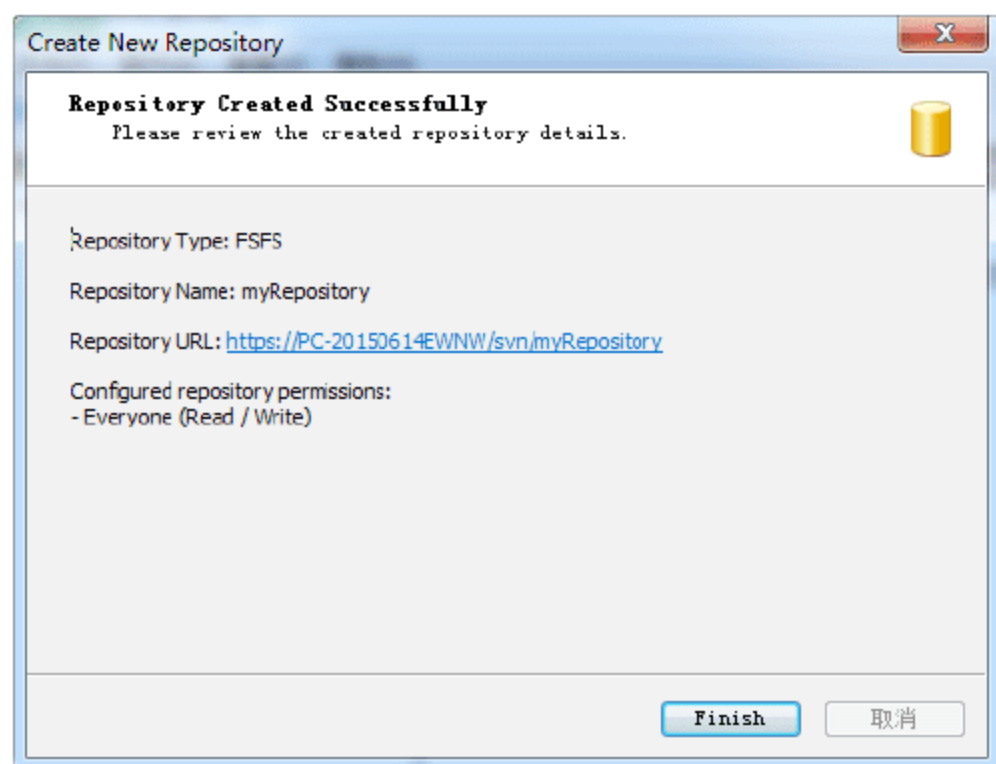 Create New Repository
Repository Created Successfully
Please review the created repository details.
Repository Type: FSFS
Repository Name: myRepository
Repository URL: https://PC-20150614EWNW/svn/myRepository
Configured repository permissions:
- Everyone (Read / Write)
Finish
取消